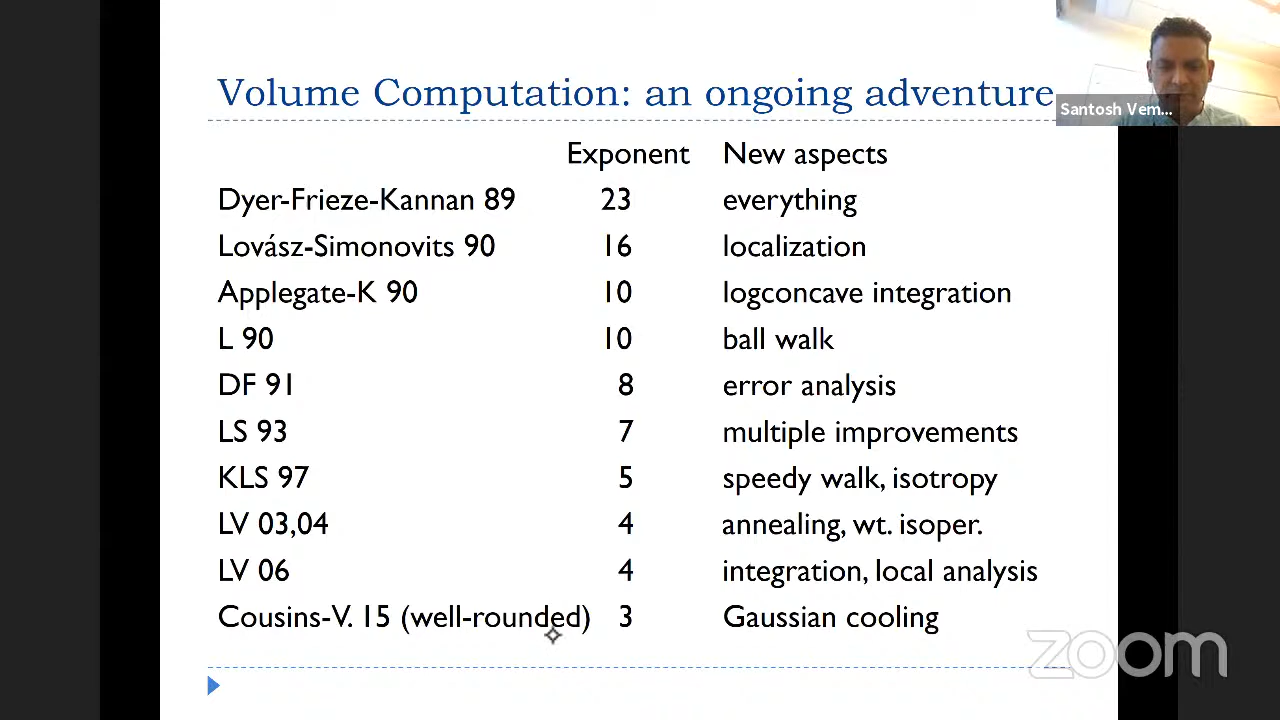 Volume Computation: an ongoing adventure
Santosh Vem...
Exponent New aspects
Dyer-Frieze-Kannan 89 23 everything
Lovász-Simonovits 90 16 localization
Applegate-K 90 10 logconcave integration
L 90 10 ball walk
DF 91 8 error analysis
LS 93 7 multiple improvements
KLS 97 5 speedy walk, isotropy
LV 03,04 4 annealing, wt. isoper.
LV 06 4 integration, local analysis
Cousins-V. 15 (well-rounded) 3 Gaussian cooling
zoom